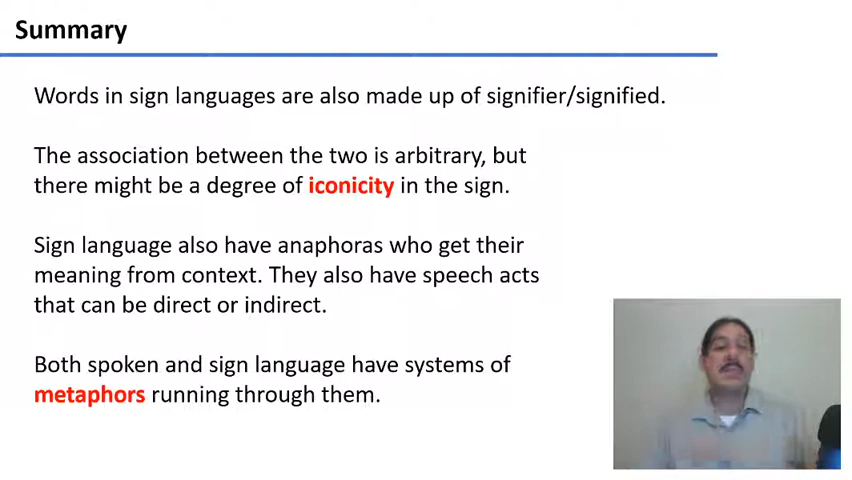 Summary
Words in sign languages are also made up of signifier/signified.
The association between the two is arbitrary, but
there might be a degree of iconicity in the sign.
Sign language also have anaphoras who get their
meaning from context. They also have speech acts
that can be direct or indirect.
Both spoken and sign language have systems of
metaphors running through them.